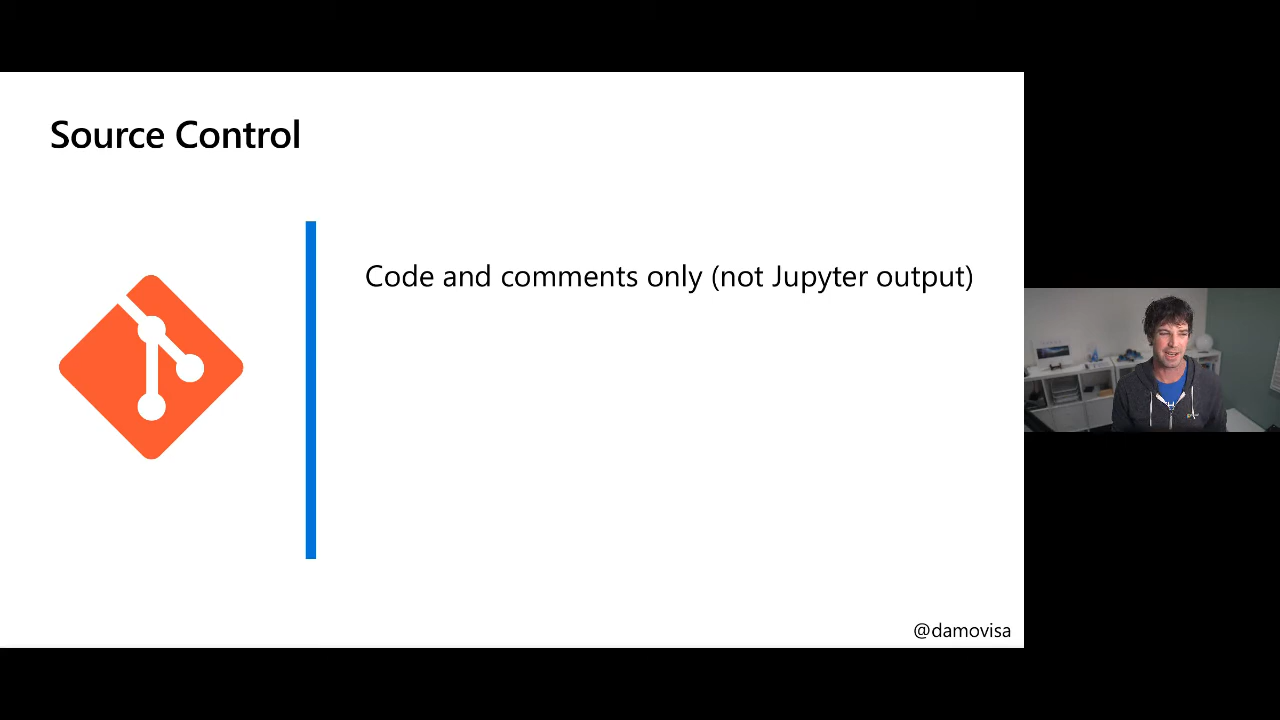 Source Control
Code and comments only (not Jupyter output)
@damovisa